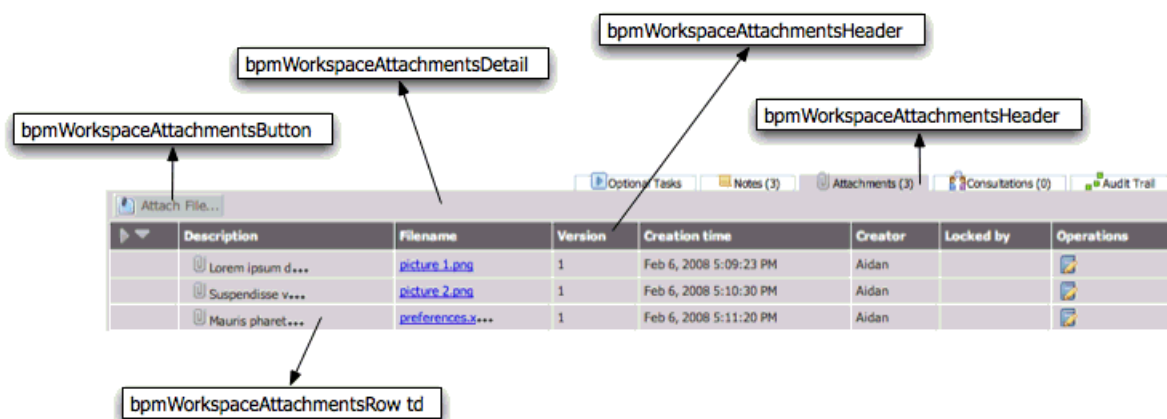 bpmWorkspaceAttachmentsHeader
bpmWorkspaceAttachmentsDetail
bpmWorkspaceAttachmentsHeader
bpmWorkspaceAttachmentsButton
Optional Tasks Notes (3) Attachments (3) Consultations (0) Audit Trail
Attach File...
Description Filename Version Creation time Creator Locked by Operations
Lorem ipsum d... picture 1.png 1 Feb 6, 2008 5:09:23 PM Aidan
Suspendisse v... picture 2.png 1 Feb 6, 2008 5:10:30 PM Aidan
Mauris pharet... preferences.x... 1 Feb 6, 2008 5:11:20 PM Aidan
bpmWorkspaceAttachmentsRow td